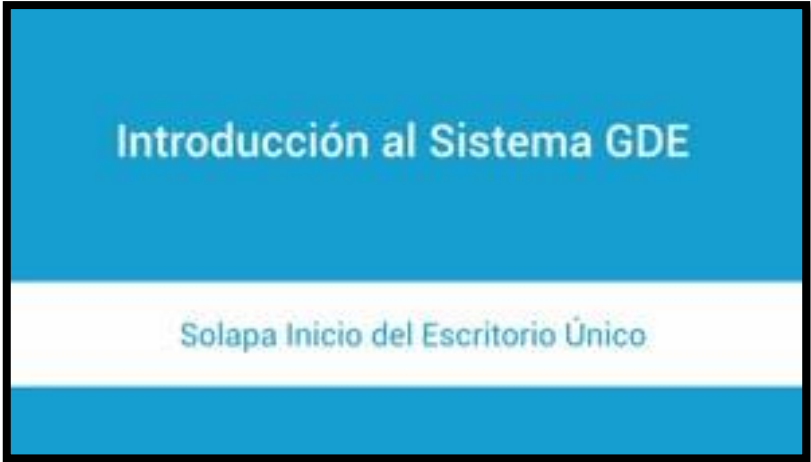 Introducción al Sistema GDE
Solapa Inicio del Escritorio Único